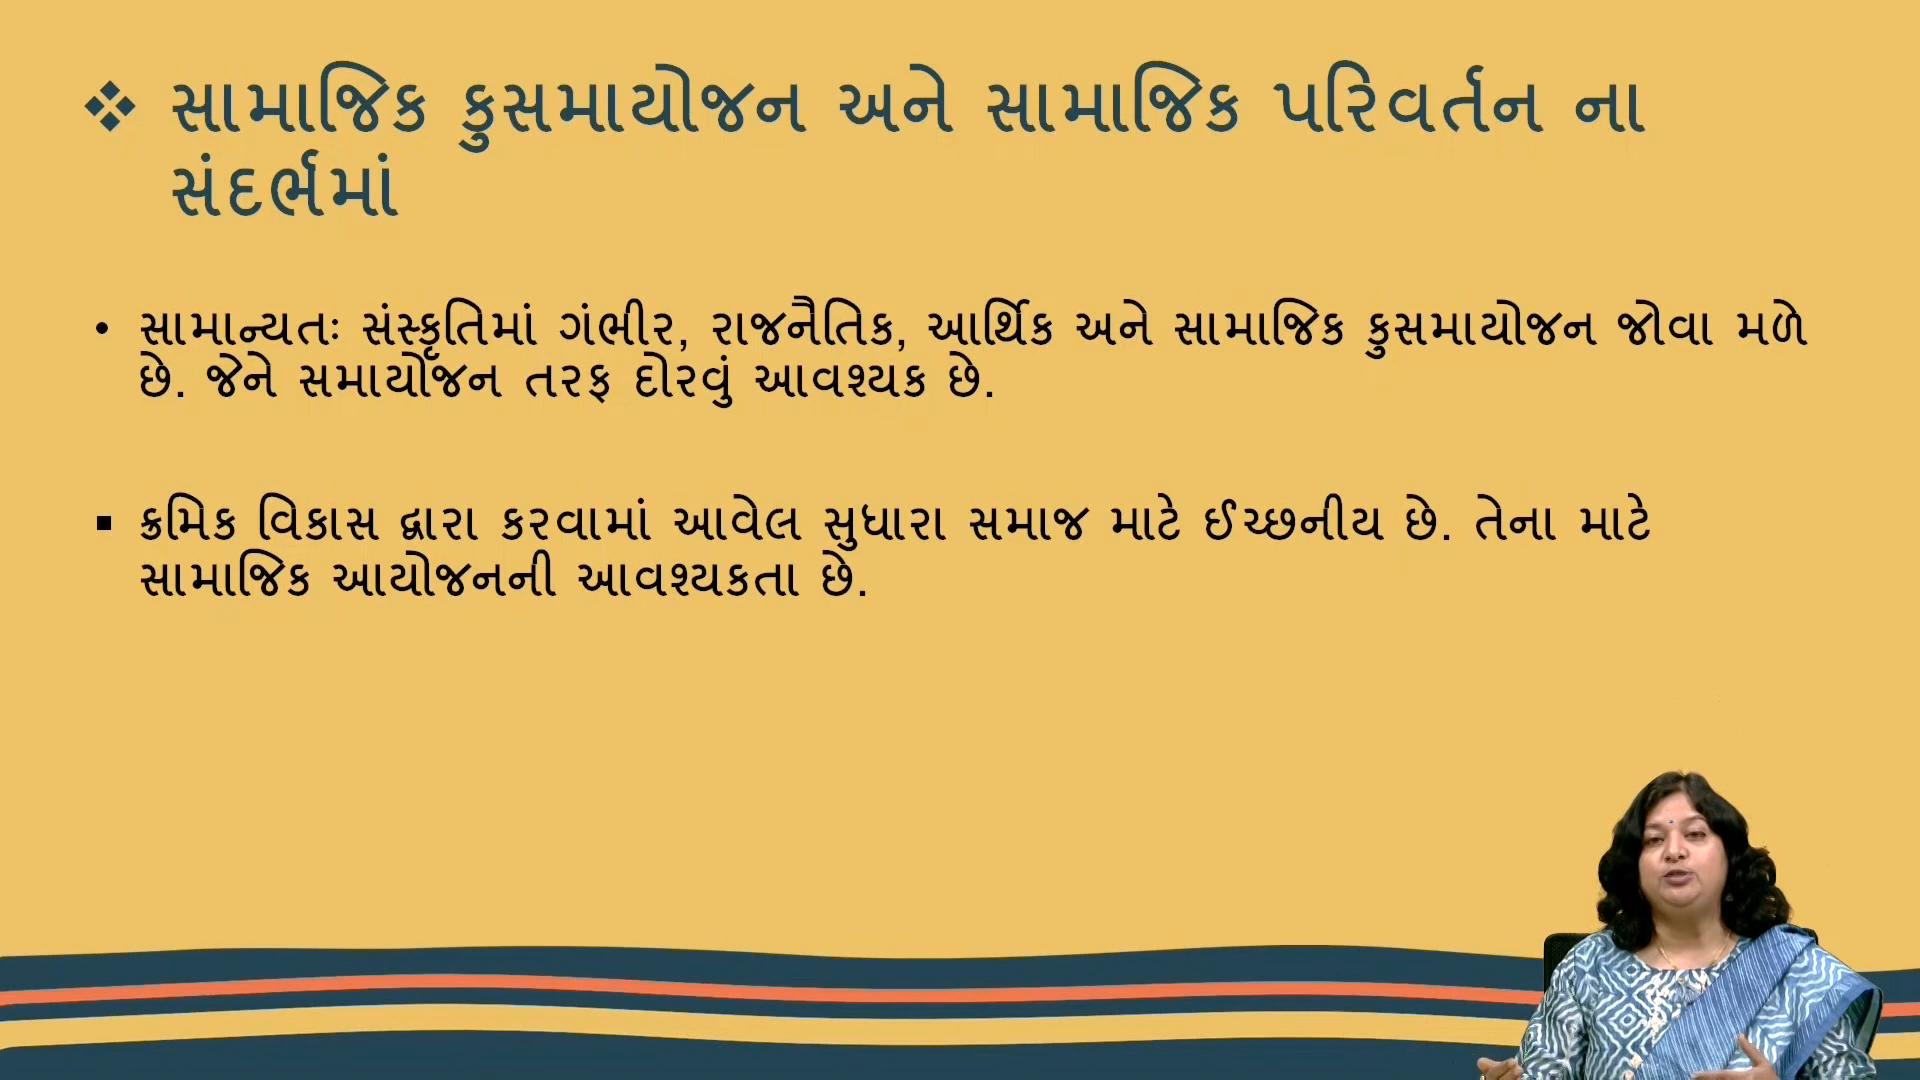 ❖ સામાજિક કુસમાયોજન અને સામાજિક પરિવર્તન ના
સંદર્ભમાં
• સામાન્યતઃ સંસ્કૃતિમાં ગંભીર, રાજનૈતિક, આર્થિક અને સામાજિક કુસમાયોજન જોવા મળે
છે. જેને સમાયોજન તરફ દોરવું આવશ્યક છે.
▪ ક્રમિક વિકાસ દ્વારા કરવામાં આવેલ સુધારા સમાજ માટે ઈચ્છનીય છે. તેના માટે
સામાજિક આયોજનની આવશ્યકતા છે.